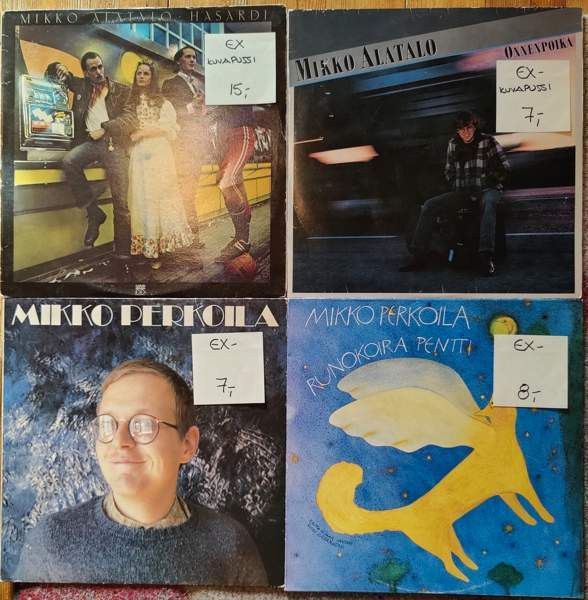 MIKKO ALATALO HASARDI
EX
KUVAPUSSI
15,-
MIKKO ALATALO
ONNENPOIKA
EX-
KUVAPUSSI
7,-
MIKKO PERKOILA
EX-
7,-
MIKKO PERKOILA
RUNOKOIRA PENTTI
EX-
8,-